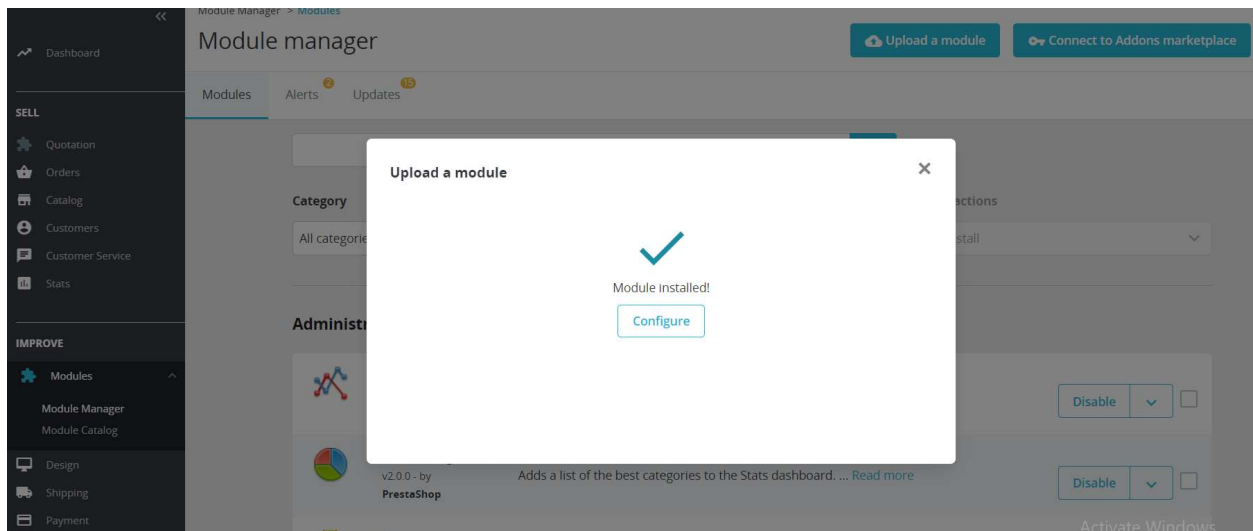 Module Manager > Modules
Module manager
Upload a module
Connect to Addons marketplace
Dashboard
Modules
Alerts 2
Updates 15
SELL
Quotation
Orders
Catalog
Customers
Customer Service
Stats
IMPROVE
Modules
Module Manager
Module Catalog
Design
Shipping
Payment
Upload a module
Module installed!
Configure
Category
All categorie
actions
stall
Administr
Disable
v2.0.0 - by
PrestaShop
Adds a list of the best categories to the Stats dashboard. ... Read more
Disable
Activate Windows